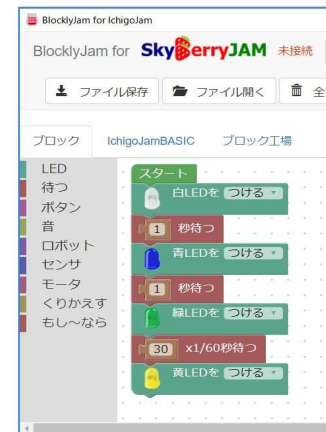 BlocklyJam for IchigoJam
BlocklyJam for SkyBerryJAM 未接続
ファイル保存 ファイル開く 全
ブロック IchigoJamBASIC ブロック工場
LED
待つ
ボタン
音
ロボット
センサ
モータ
くりかえす
もし～なら
スタート
白LEDを つける
1 秒待つ
青LEDを つける
1 秒待つ
緑LEDを つける
30 x1/60秒待つ
黄LEDを つける